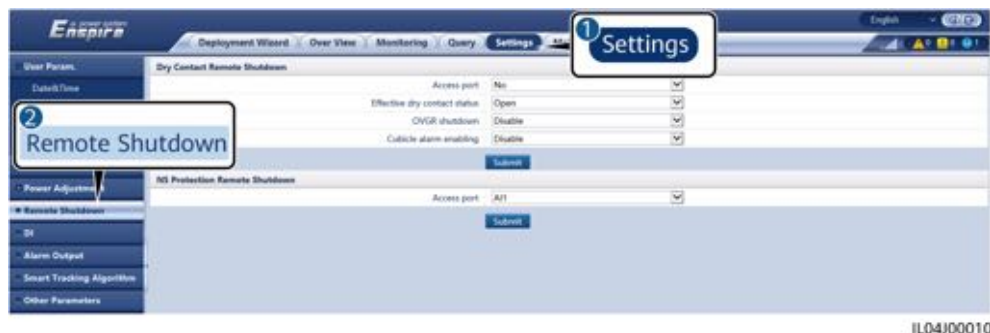 Enspire
English
Deployment Wizard Over View Monitoring Query Settings
1 Settings
User Param.
Date&Time
2 Remote Shutdown
Power Adjustment
Remote Shutdown
DI
Alarm Output
Smart Tracking Algorithm
Other Parameters
Dry Contact Remote Shutdown
Access port No
Effective dry contact status Open
OVGR shutdown Disable
Cubicle alarm enabling Disable
Submit
NS Protection Remote Shutdown
Access port AI1
Submit
IL04J00010